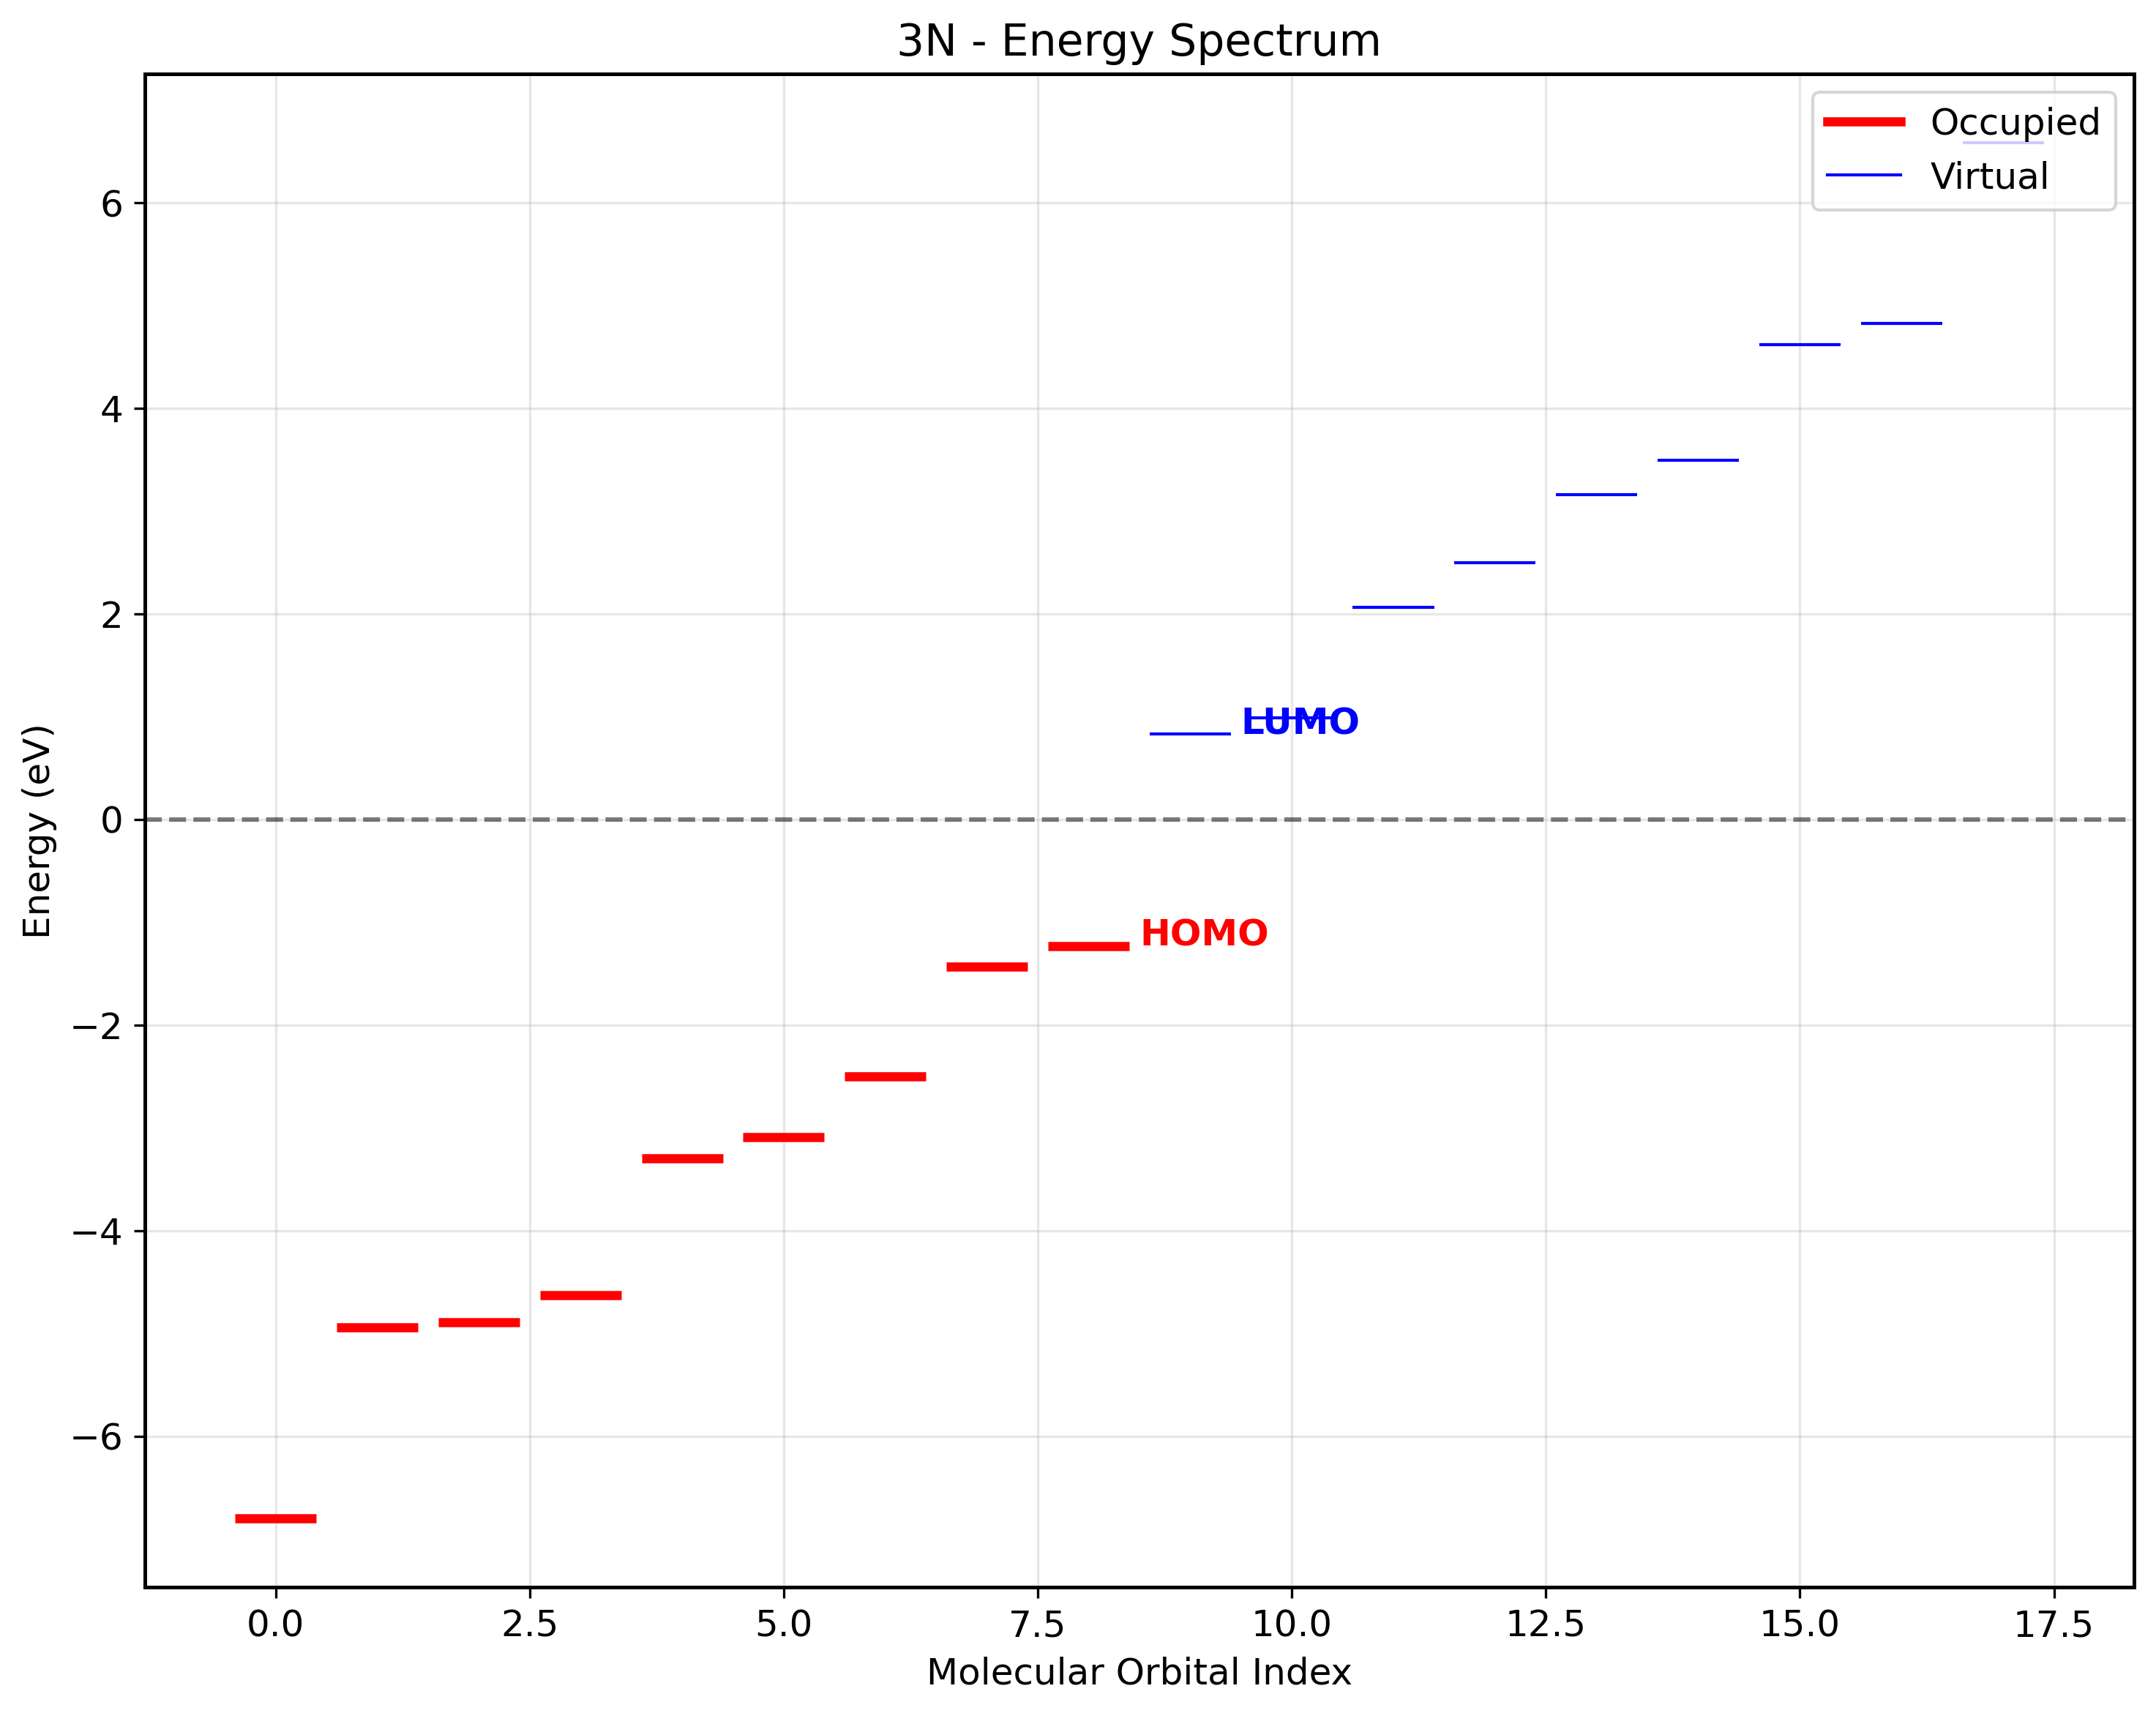 3N - Energy Spectrum
Occupied
Virtual
6
4
2
0
−2
−4
−6
Energy (eV)
LUMO
HOMO
0.0 2.5 5.0 7.5 10.0 12.5 15.0 17.5
Molecular Orbital Index